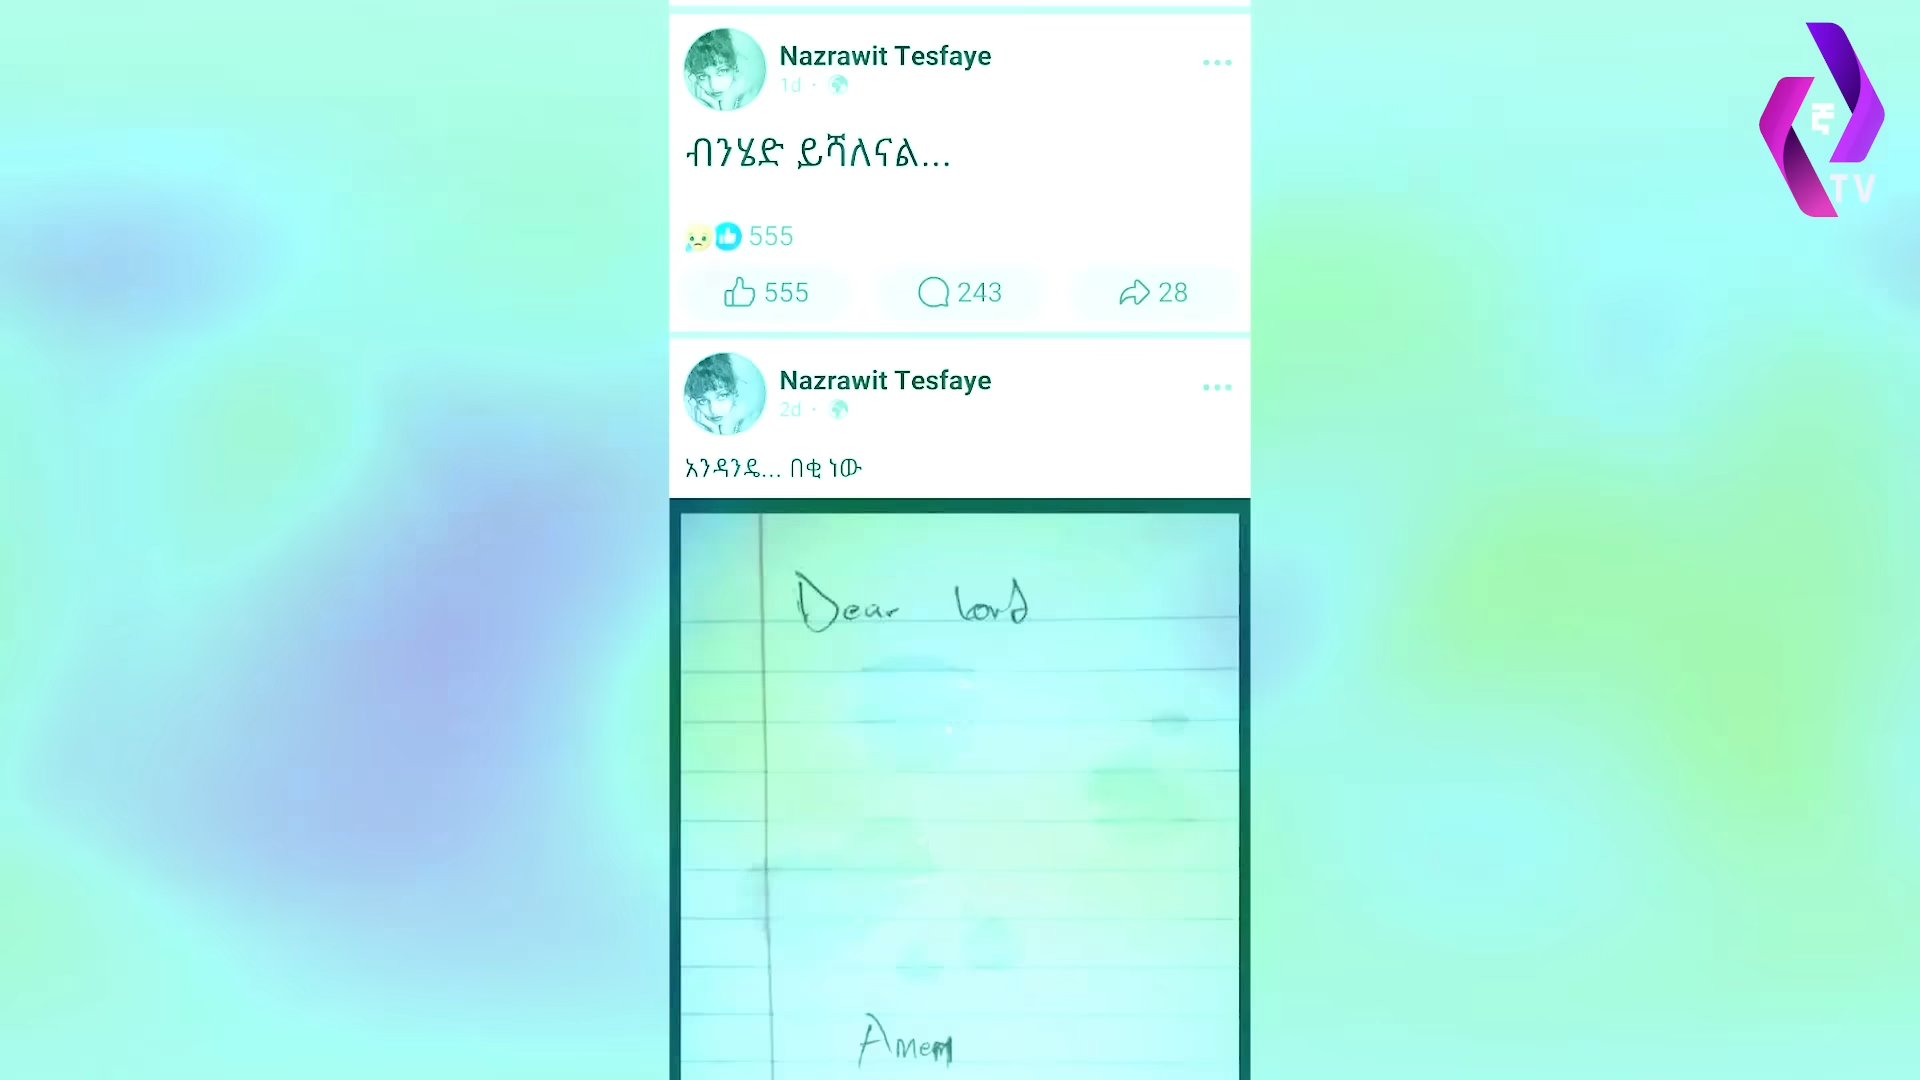 Nazrawit Tesfaye
1d ·
ብንሄድ ይሻለናል...
555
555
243
28
Nazrawit Tesfaye
2d ·
አንዳንዴ... በቂ ነው
Dear Lord
Amen
ኛ
TV